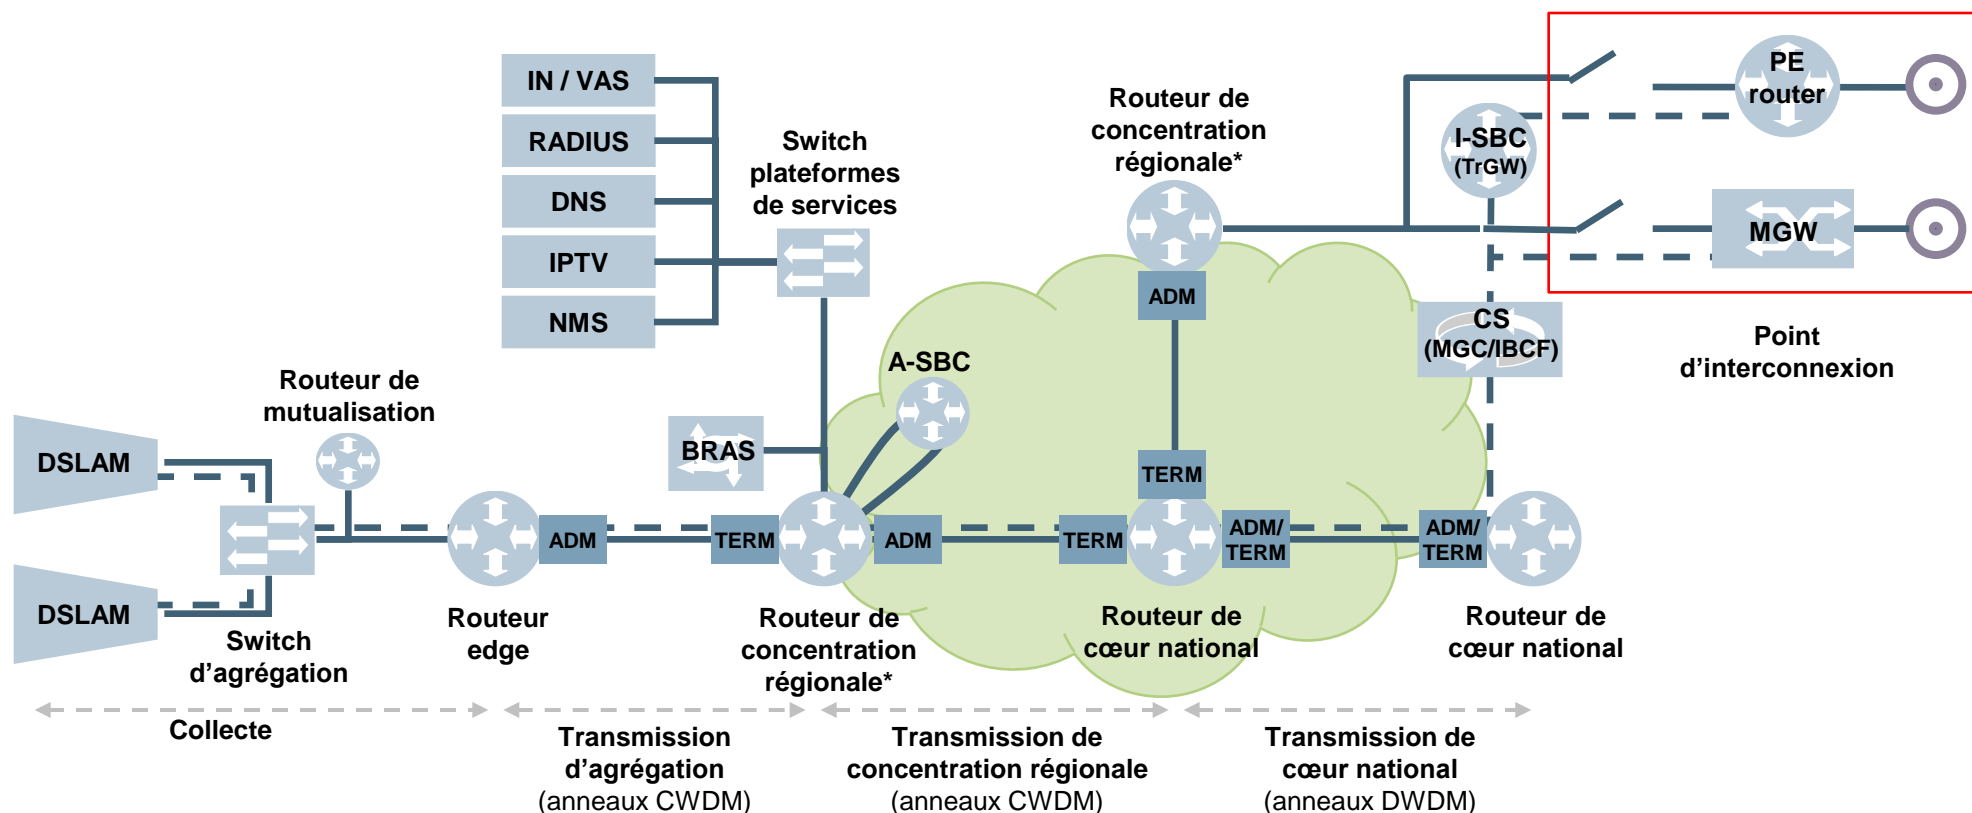 IN / VAS
RADIUS
DNS
IPTV
NMS
Switch
plateformes
de services
Routeur de
concentration
régionale*
PE
router
I-SBC
(TrGW)
MGW
ADM
CS
(MGC/IBCF)
Point
d’interconnexion
A-SBC
Routeur de
mutualisation
BRAS
DSLAM
TERM
ADM
TERM
ADM
TERM
ADM/
TERM
ADM/
TERM
DSLAM
Switch
d’agrégation
Routeur
edge
Routeur de
concentration
régionale*
Routeur de
cœur national
Routeur de
cœur national
Collecte
Transmission
d’agrégation
(anneaux CWDM)
Transmission de
concentration régionale
(anneaux CWDM)
Transmission de
cœur national
(anneaux DWDM)